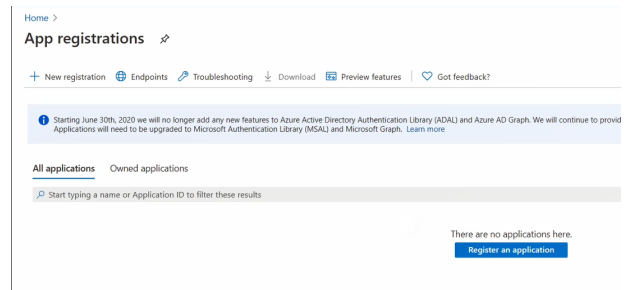 Home >
App registrations
New registration Endpoints Troubleshooting Download Preview features Got feedback?
Starting June 30th, 2020 we will no longer add any new features to Azure Active Directory Authentication Library (ADAL) and Azure AD Graph. We will continue to provid
Applications will need to be upgraded to Microsoft Authentication Library (MSAL) and Microsoft Graph. Learn more
All applications Owned applications
Start typing a name or Application ID to filter these results
There are no applications here.
Register an application